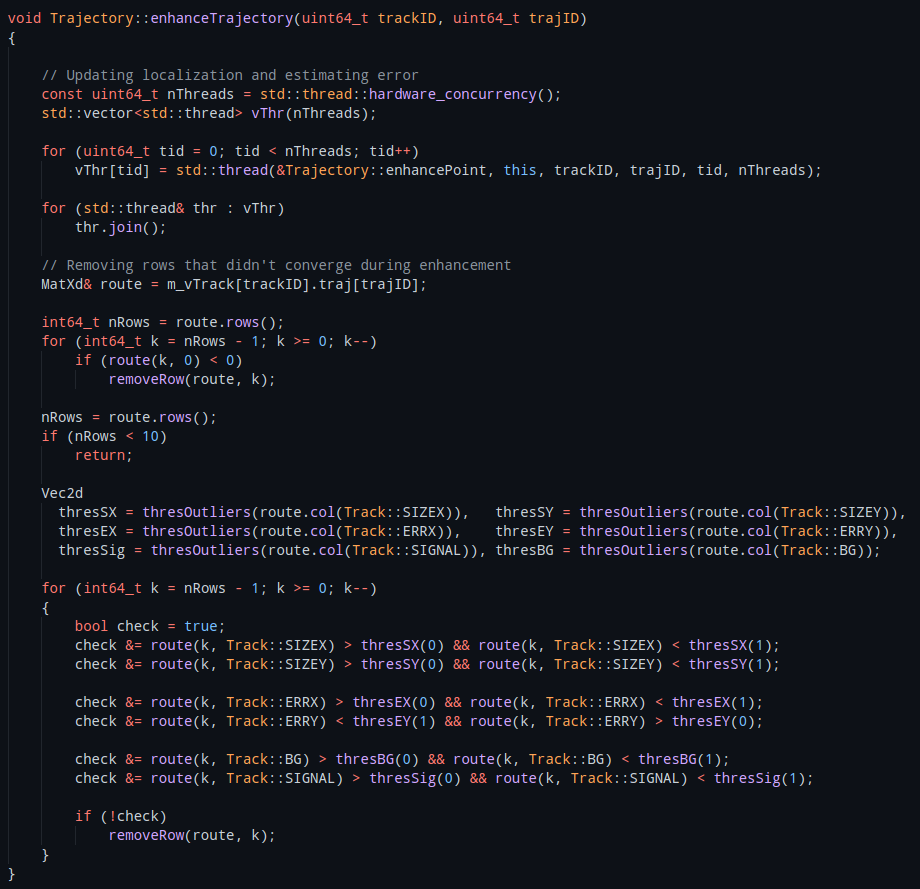 void Trajectory::enhanceTrajectory(uint64_t trackID, uint64_t trajID)
{
// Updating localization and estimating error
const uint64_t nThreads = std::thread::hardware_concurrency();
std::vector<std::thread> vThr(nThreads);
for (uint64_t tid = 0; tid < nThreads; tid++)
vThr[tid] = std::thread(&Trajectory::enhancePoint, this, trackID, trajID, tid, nThreads);
for (std::thread& thr : vThr)
thr.join();
// Removing rows that didn't converge during enhancement
MatXd& route = m_vTrack[trackID].traj[trajID];
int64_t nRows = route.rows();
for (int64_t k = nRows - 1; k >= 0; k--)
if (route(k, 0) < 0)
removeRow(route, k);
nRows = route.rows();
if (nRows < 10)
return;
Vec2d
thresSX = thresOutliers(route.col(Track::SIZEX)), thresSY = thresOutliers(route.col(Track::SIZEY)),
thresEX = thresOutliers(route.col(Track::ERRX)), thresEY = thresOutliers(route.col(Track::ERRY)),
thresSig = thresOutliers(route.col(Track::SIGNAL)), thresBG = thresOutliers(route.col(Track::BG));
for (int64_t k = nRows - 1; k >= 0; k--)
{
bool check = true;
check &= route(k, Track::SIZEX) > thresSX(0) && route(k, Track::SIZEX) < thresSX(1);
check &= route(k, Track::SIZEY) > thresSY(0) && route(k, Track::SIZEY) < thresSY(1);
check &= route(k, Track::ERRX) > thresEX(0) && route(k, Track::ERRX) < thresEX(1);
check &= route(k, Track::ERRY) < thresEY(1) && route(k, Track::ERRY) > thresEY(0);
check &= route(k, Track::BG) > thresBG(0) && route(k, Track::BG) < thresBG(1);
check &= route(k, Track::SIGNAL) > thresSig(0) && route(k, Track::SIGNAL) < thresSig(1);
if (!check)
removeRow(route, k);
}
}